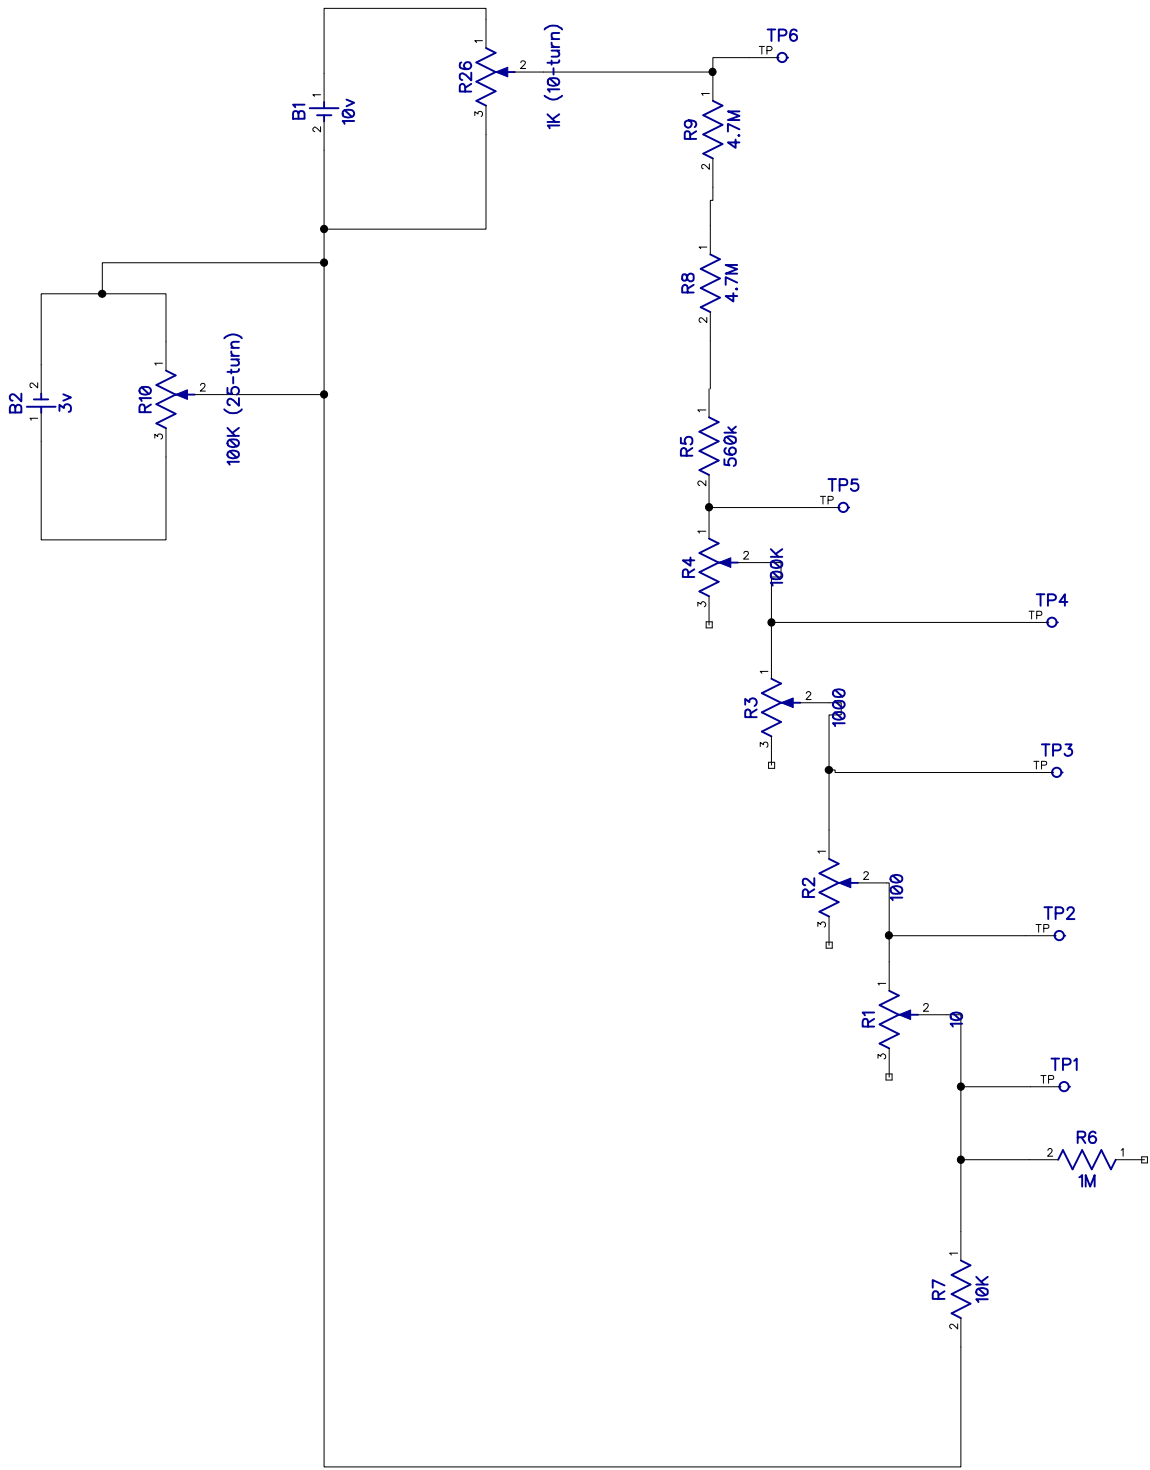 TP6
TP
1
R26
2
3
1K (10-turn)
B1
1
2
10v
1
R9
4.7M
2
1
R8
4.7M
2
B2
2
1
3v
1
R10
2
3
100K (25-turn)
1
R5
560k
2
TP5
TP
1
R4
2
3
100K
TP4
TP
1
R3
2
3
1000
TP3
TP
1
R2
2
3
100
TP2
TP
1
R1
2
3
10
TP1
TP
R6
2
1
1M
1
R7
10K
2